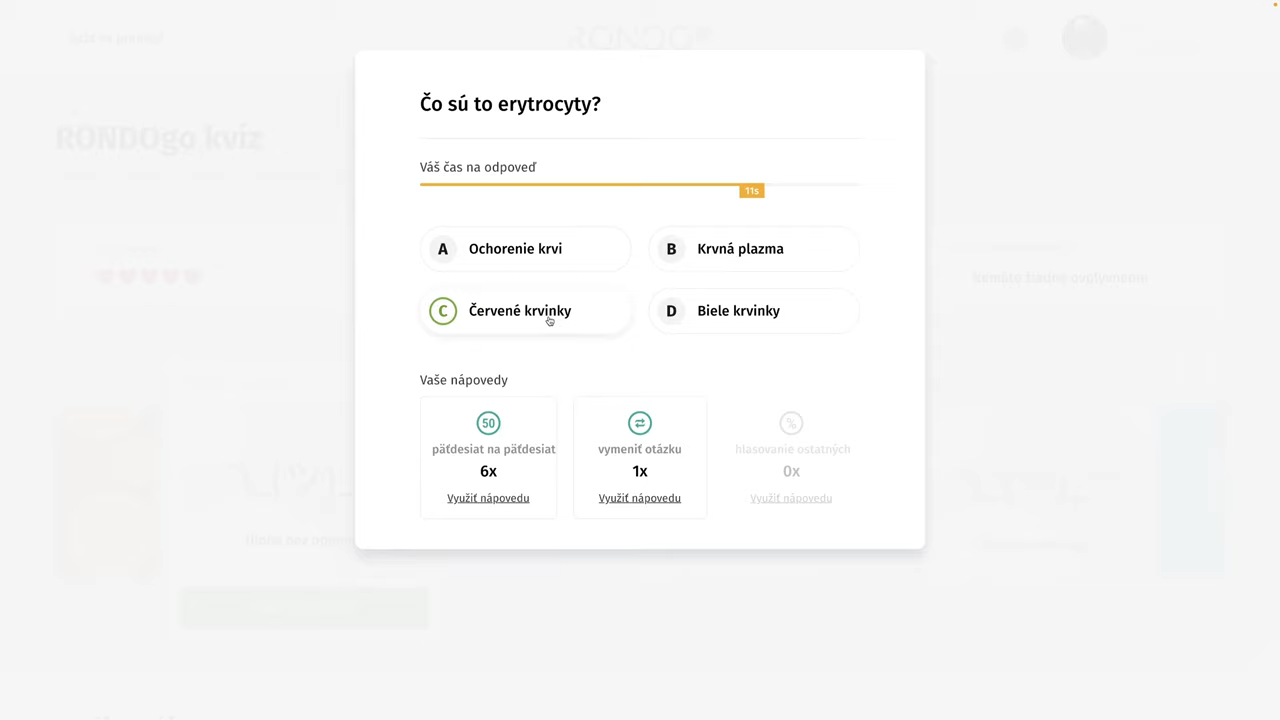 RONDOgo kvíz
Čo sú to erytrocyty?
Váš čas na odpoveď
11s
A Ochorenie krvi
B Krvná plazma
C Červené krvinky
D Biele krvinky
Vaše nápovedy
50
päťdesiat na päťdesiat
6x
Využiť nápovedu
vymeniť otázku
1x
Využiť nápovedu
%
hlasovanie ostatných
0x
Využiť nápovedu